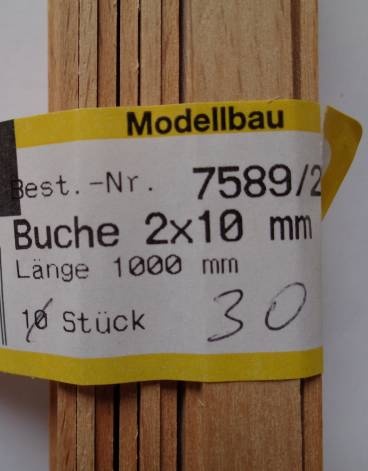 Modellbau
Best.-Nr. 7589/2
Buche 2x10 mm
Länge 1000 mm
10 Stück 30